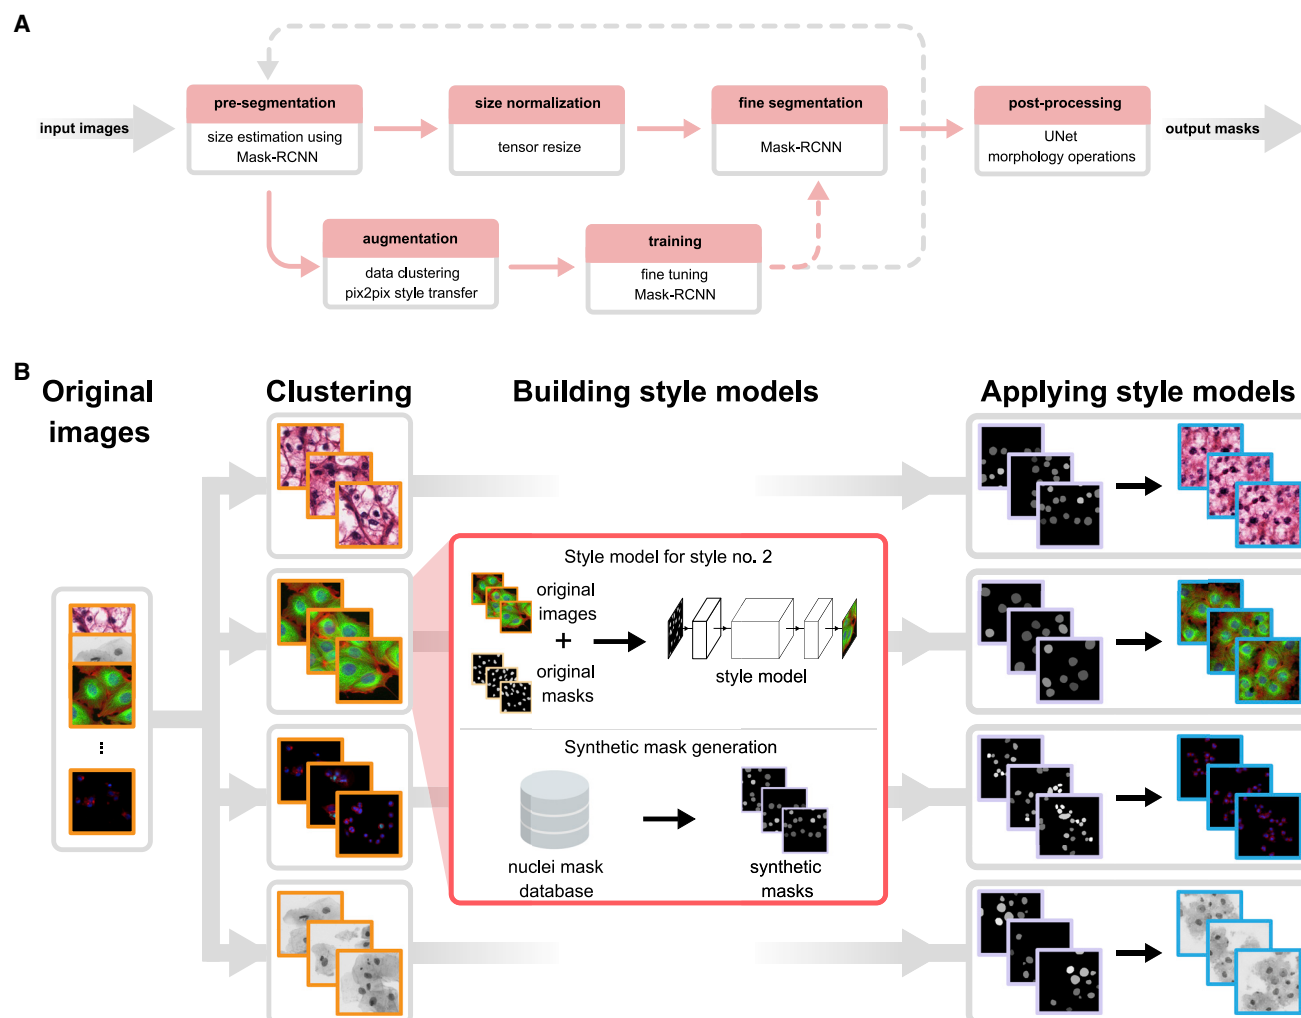 A
input images
pre-segmentation
size estimation using
Mask-RCNN
size normalization
tensor resize
fine segmentation
Mask-RCNN
post-processing
UNet
morphology operations
output masks
augmentation
data clustering
pix2pix style transfer
training
fine tuning
Mask-RCNN
B
Original
images
Clustering
Building style models
Applying style models
...
Style model for style no. 2
original
images
+
original
masks
style model
Synthetic mask generation
nuclei mask
database
synthetic
masks